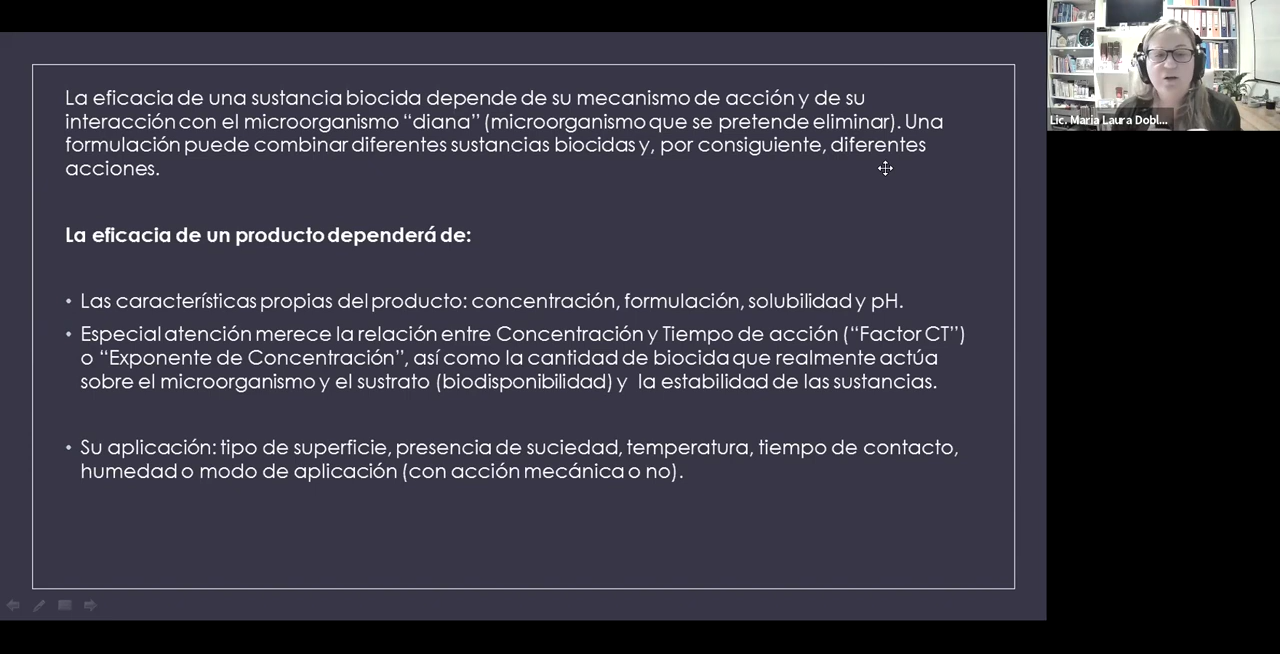 La eficacia de una sustancia biocida depende de su mecanismo de acción y de su
interacción con el microorganismo “diana” (microorganismo que se pretende eliminar). Una
formulación puede combinar diferentes sustancias biocidas y, por consiguiente, diferentes
acciones.
La eficacia de un producto dependerá de:
• Las características propias del producto: concentración, formulación, solubilidad y pH.
• Especial atención merece la relación entre Concentración y Tiempo de acción (“Factor CT”)
o “Exponente de Concentración”, así como la cantidad de biocida que realmente actúa
sobre el microorganismo y el sustrato (biodisponibilidad) y la estabilidad de las sustancias.
• Su aplicación: tipo de superficie, presencia de suciedad, temperatura, tiempo de contacto,
humedad o modo de aplicación (con acción mecánica o no).
Lic. Maria Laura Dobl...